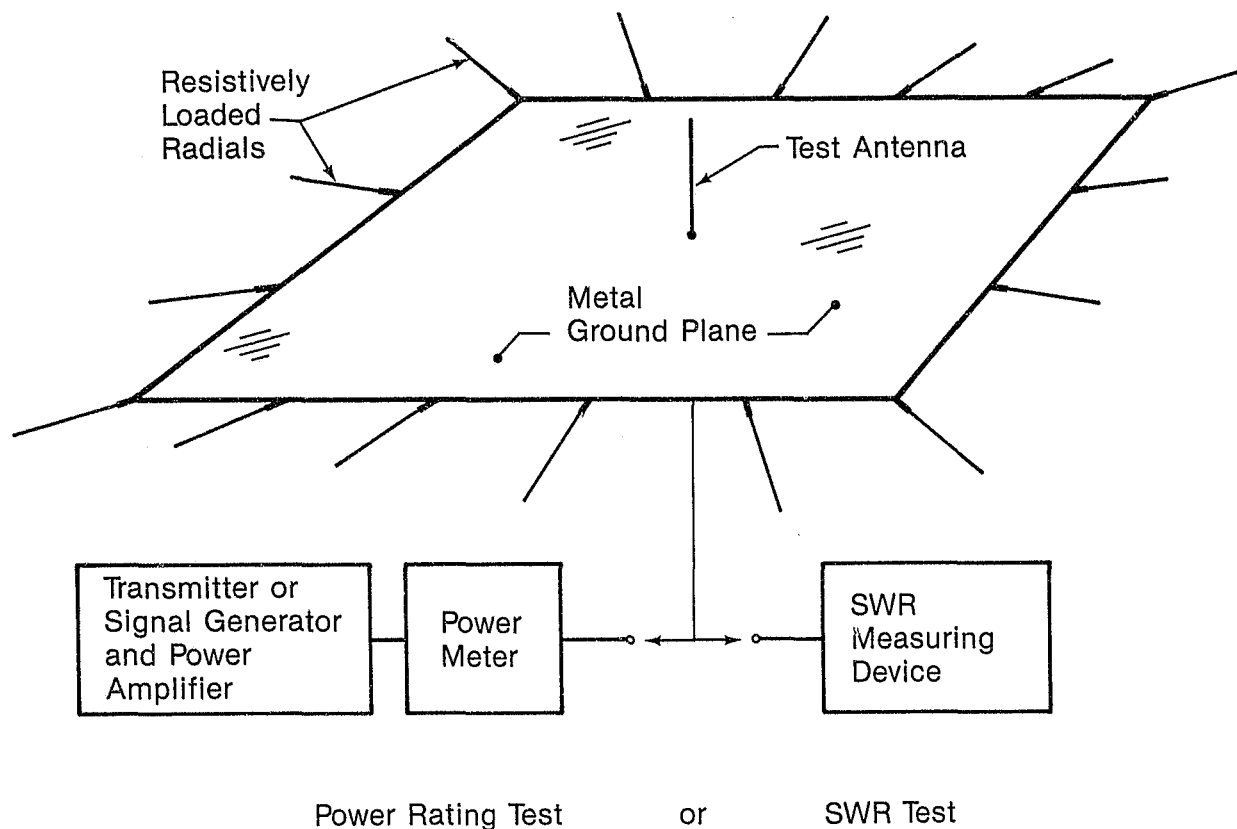 Resistively
Loaded
Radials
Test Antenna
Metal
Ground Plane
Transmitter or
Signal Generator
and Power
Amplifier
Power
Meter
SWR
Measuring
Device
Power Rating Test or SWR Test